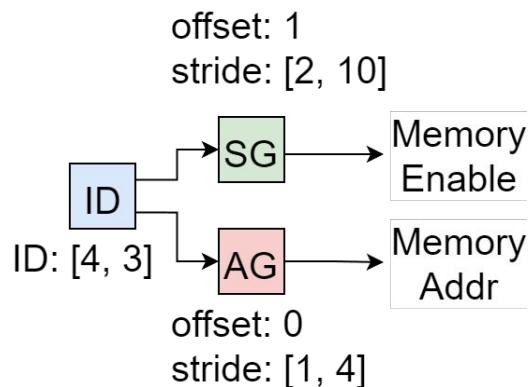 offset: 1
stride: [2, 10]
SG
Memory
Enable
ID
ID: [4, 3]
AG
Memory
Addr
offset: 0
stride: [1, 4]